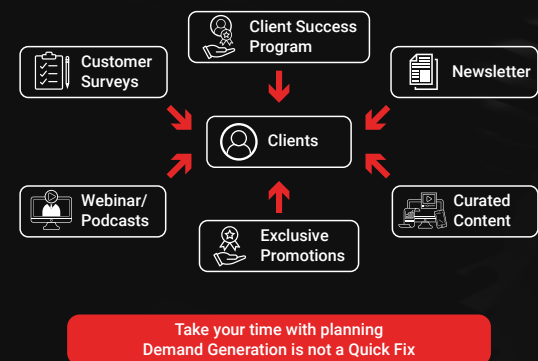 Client Success
Program
Customer
Surveys
Newsletter
Clients
Webinar/
Podcasts
Exclusive
Promotions
Curated
Content
Take your time with planning
Demand Generation is not a Quick Fix